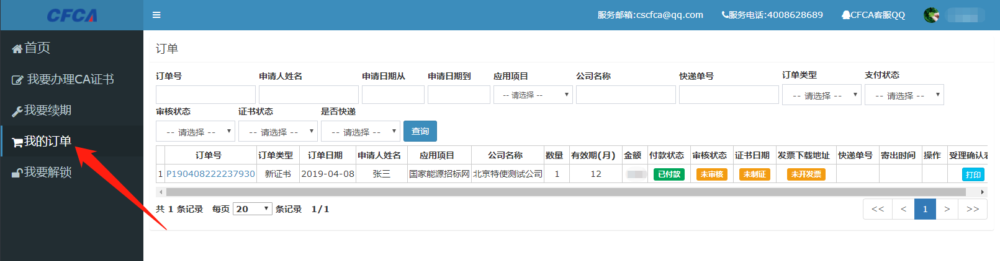 CFCA
服务邮箱:cscfca@qq.com 服务电话:4008628689 CFCA客服QQ
首页
我要办理CA证书
我要续期
我的订单
我要解锁
订单
订单号 申请人姓名 申请日期从 申请日期到 应用项目 公司名称 快递单号 订单类型 支付状态
-- 请选择 -- -- 请选择 -- -- 请选择 --
审核状态 证书状态 是否快递
-- 请选择 -- -- 请选择 -- -- 请选择 -- 查询
订单号 订单类型 订单日期 申请人姓名 应用项目 公司名称 数量 有效期(月) 金额 付款状态 审核状态 证书日期 发票下载地址 快递单号 寄出时间 操作 受理确认表
1 P190408222237930 新证书 2019-04-08 张三 国家能源招标网 北京特使测试公司 1 12 已付款 未审核 未制证 未开发票 打印
共 1 条记录 每页 20 条记录 1/1
<< < 1 > >>